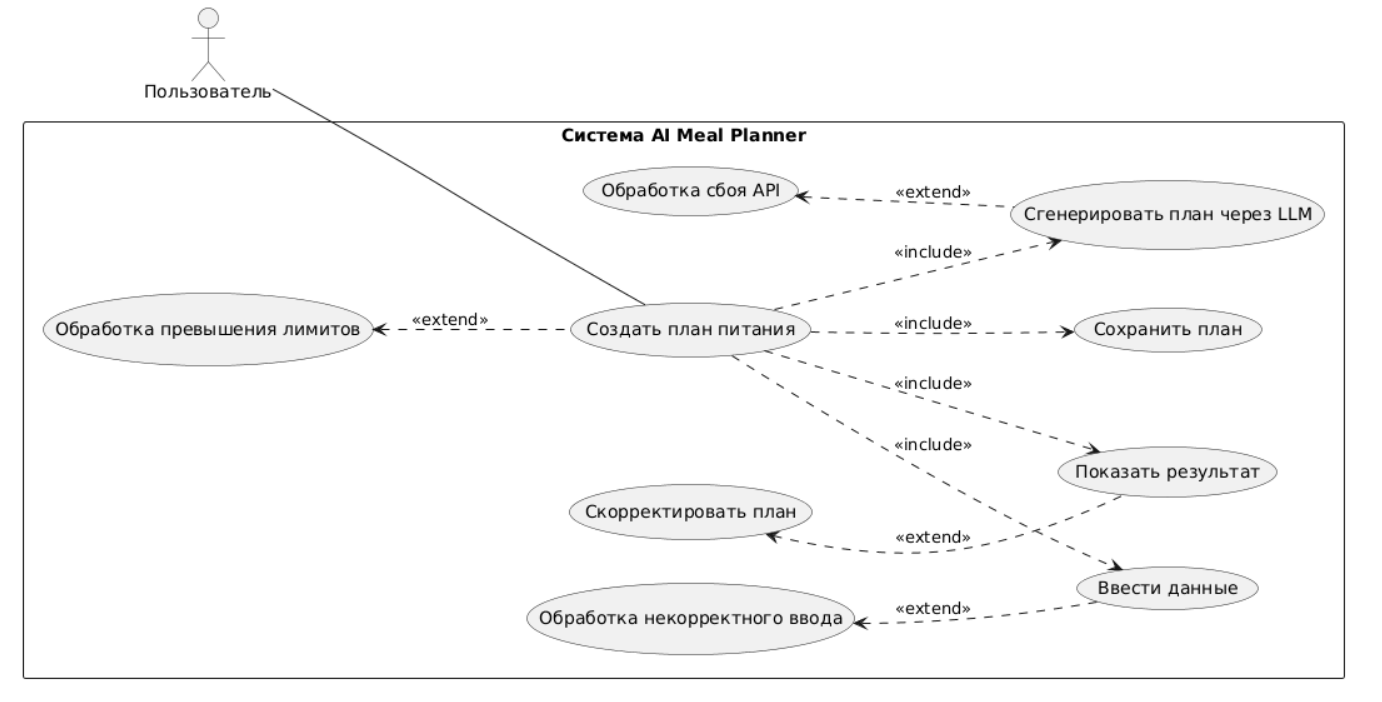 Пользователь
Система AI Meal Planner
Обработка сбоя API
«extend»
Сгенерировать план через LLM
«include»
Обработка превышения лимитов
«extend»
Создать план питания
«include»
Сохранить план
«include»
«include»
Показать результат
Скорректировать план
«extend»
Ввести данные
Обработка некорректного ввода
«extend»